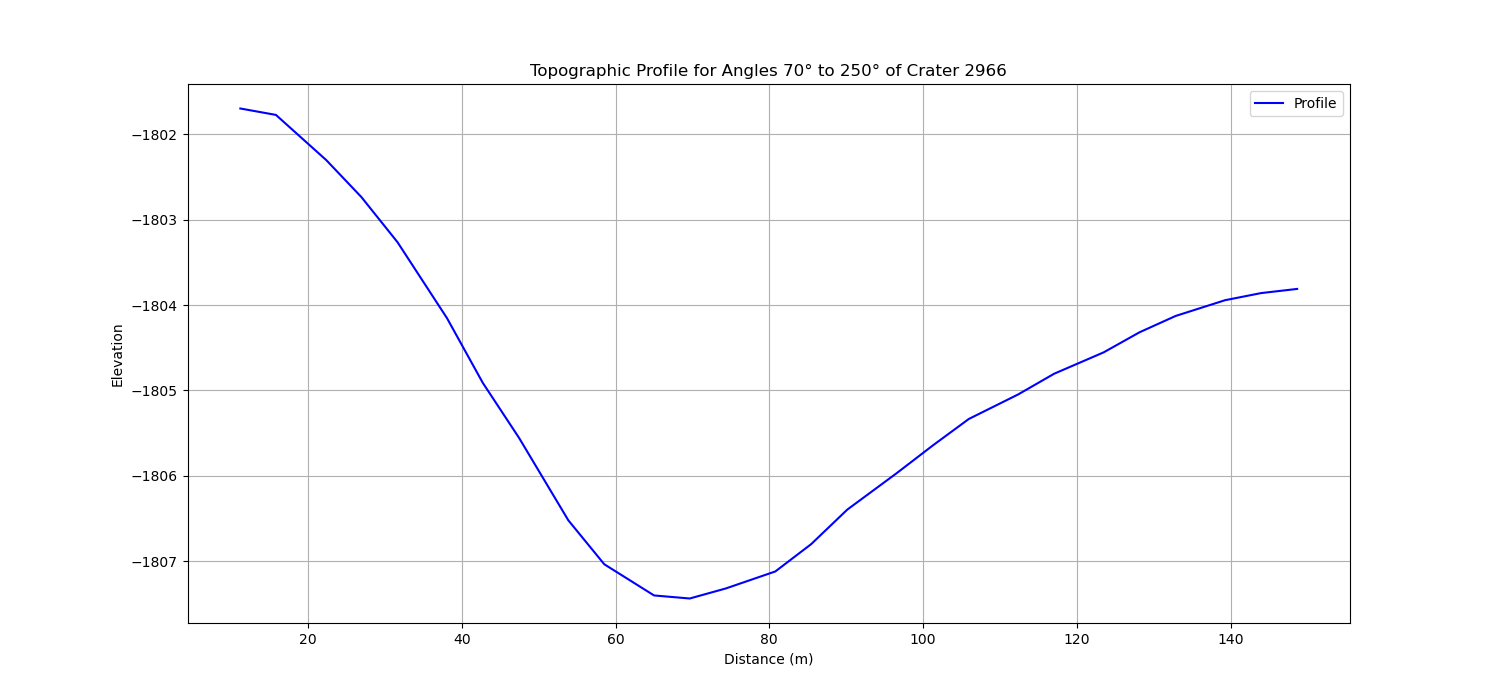 Topographic Profile for Angles 70° to 250° of Crater 2966
Profile
−1802
−1803
−1804
−1805
−1806
−1807
Elevation
20 40 60 80 100 120 140
Distance (m)